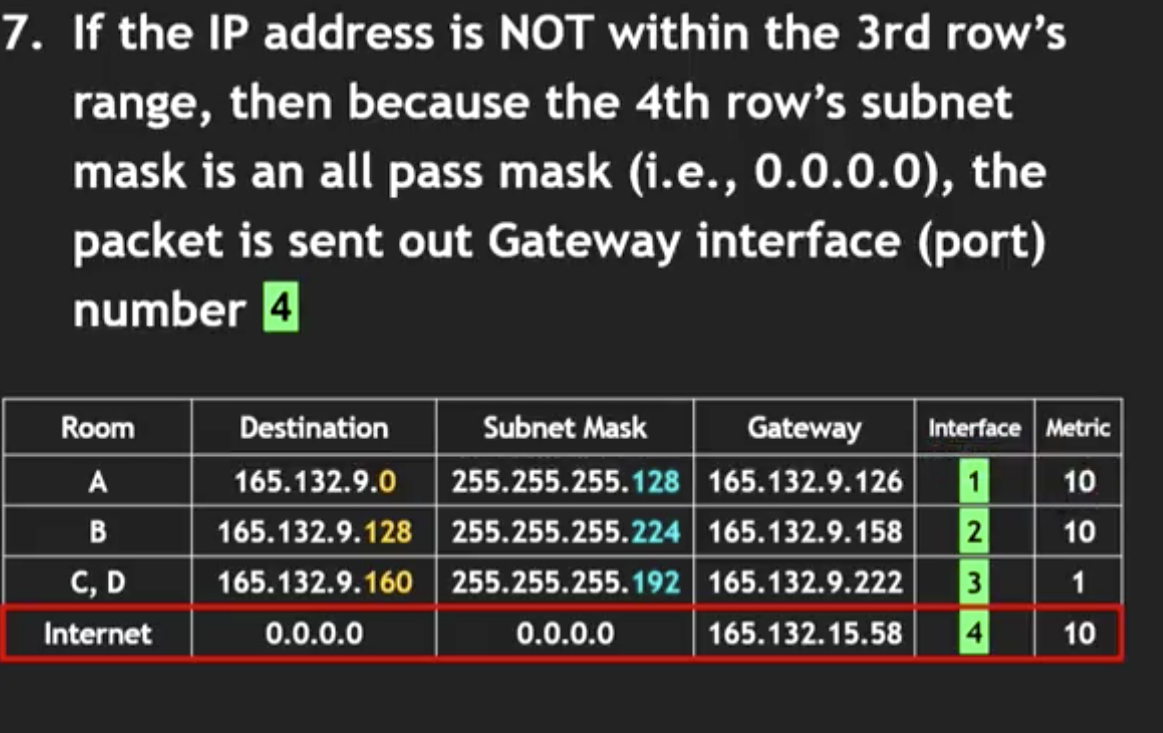 7. If the IP address is NOT within the 3rd row's
range, then because the 4th row's subnet
mask is an all pass mask (i.e., 0.0.0.0), the
packet is sent out Gateway interface (port)
number 4
Room Destination Subnet Mask Gateway Interface Metric
A 165.132.9.0 255.255.255.128 165.132.9.126 1 10
B 165.132.9.128 255.255.255.224 165.132.9.158 2 10
C, D 165.132.9.160 255.255.255.192 165.132.9.222 3 1
Internet 0.0.0.0 0.0.0.0 165.132.15.58 4 10